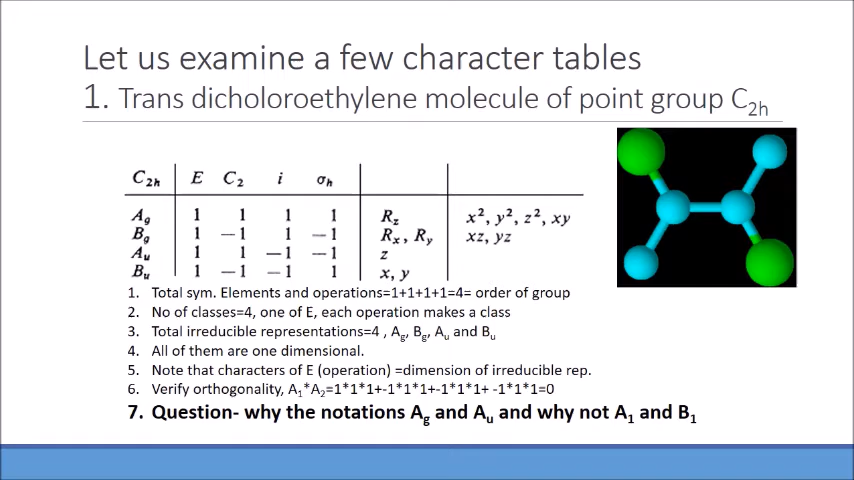 Let us examine a few character tables
1. Trans dicholoroethylene molecule of point group C2h
C2h E C2 i σh
Ag 1 1 1 1 Rz x², y², z², xy
Bg 1 −1 1 −1 Rx, Ry xz, yz
Au 1 1 −1 −1 z
Bu 1 −1 −1 1 x, y
1. Total sym. Elements and operations=1+1+1+1=4= order of group
2. No of classes=4, one of E, each operation makes a class
3. Total irreducible representations=4 , Ag, Bg, Au and Bu
4. All of them are one dimensional.
5. Note that characters of E (operation) =dimension of irreducible rep.
6. Verify orthogonality, A1*A2=1*1*1+-1*1*1+-1*1*1+ -1*1*1=0
7. Question- why the notations Ag and Au and why not A1 and B1